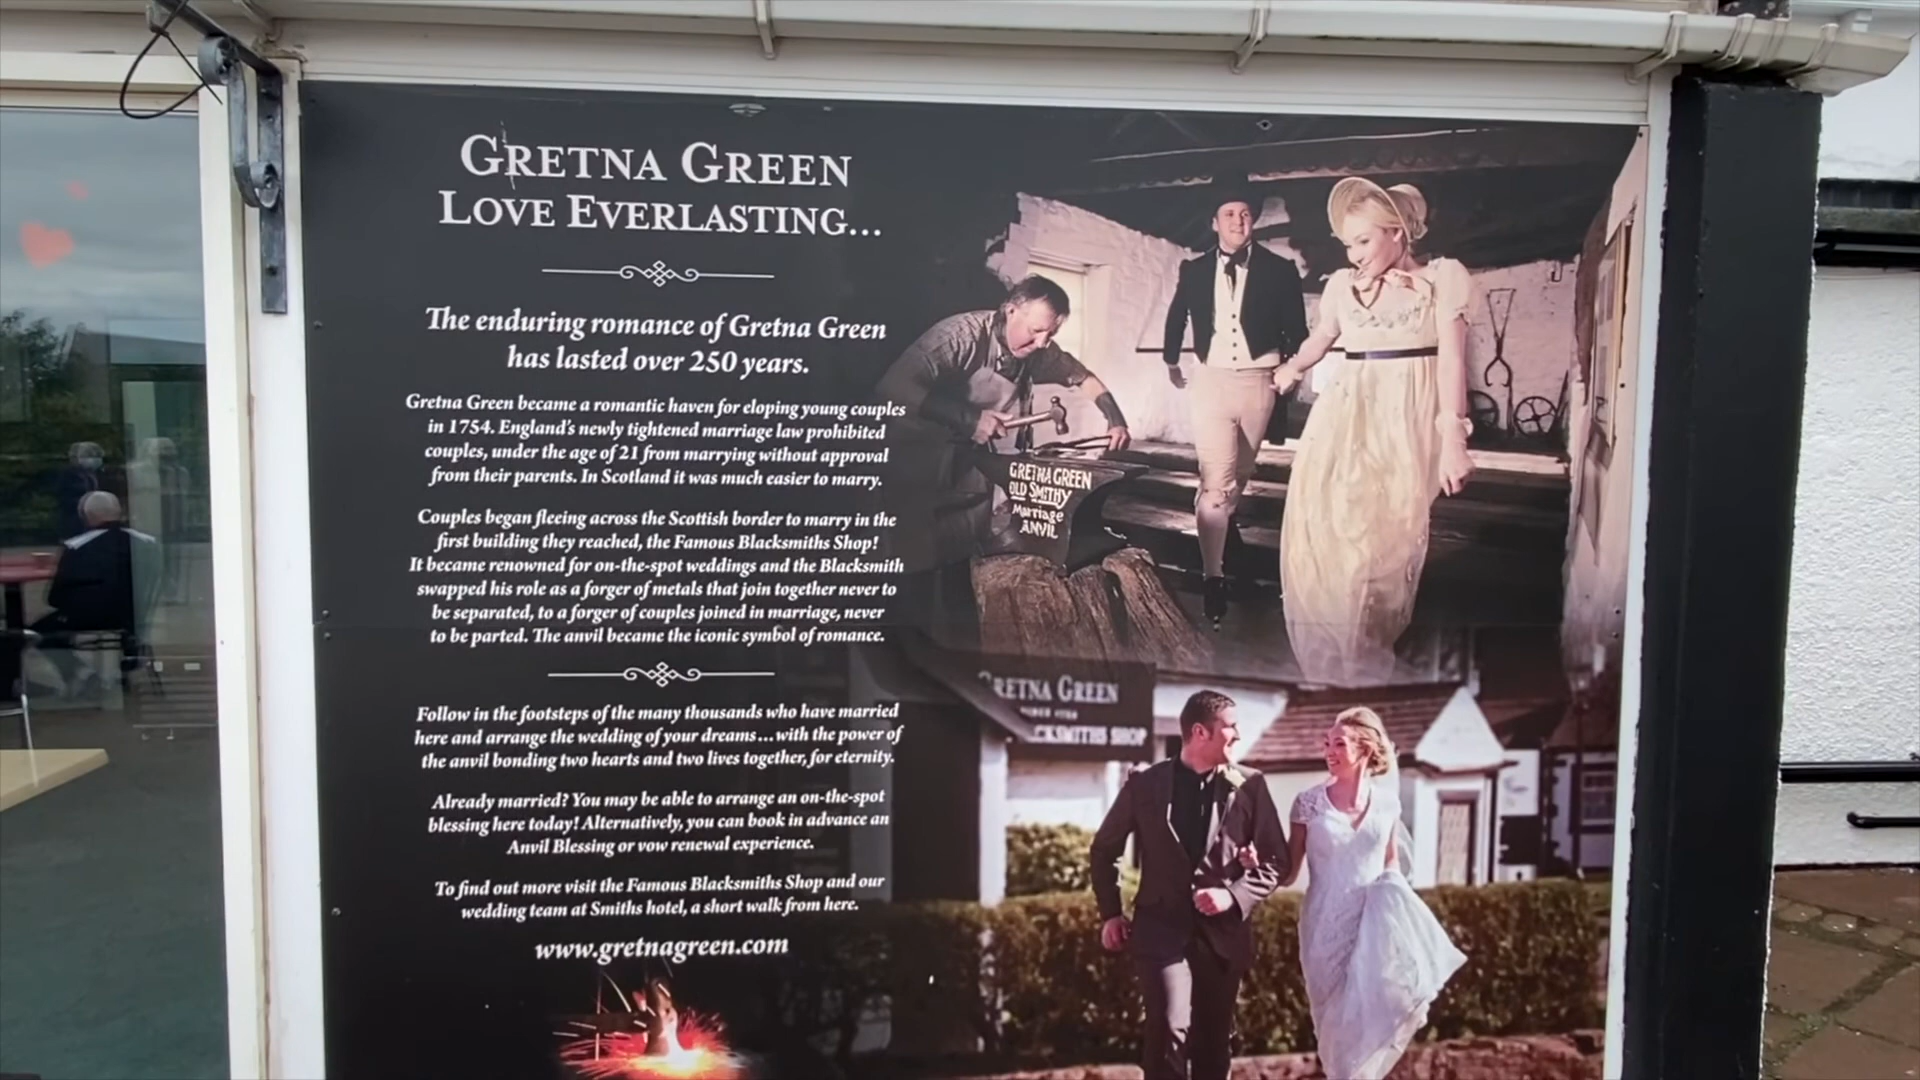 GRETNA GREEN
LOVE EVERLASTING...
The enduring romance of Gretna Green
has lasted over 250 years.
Gretna Green became a romantic haven for eloping young couples
in 1754. England's newly tightened marriage law prohibited
couples, under the age of 21 from marrying without approval
from their parents. In Scotland it was much easier to marry.
Couples began fleeing across the Scottish border to marry in the
first building they reached, the Famous Blacksmiths Shop!
It became renowned for on-the-spot weddings and the Blacksmith
swapped his role as a forger of metals that join together never to
be separated, to a forger of couples joined in marriage, never
to be parted. The anvil became the iconic symbol of romance.
Follow in the footsteps of the many thousands who have married
here and arrange the wedding of your dreams...with the power of
the anvil bonding two hearts and two lives together, for eternity.
Already married? You may be able to arrange an on-the-spot
blessing here today! Alternatively, you can book in advance an
Anvil Blessing or vow renewal experience.
To find out more visit the Famous Blacksmiths Shop and our
wedding team at Smiths hotel, a short walk from here.
www.gretnagreen.com
GRETNA GREEN
OLD SMITHY
Marriage
ANVIL
GRETNA GREEN
SHOP